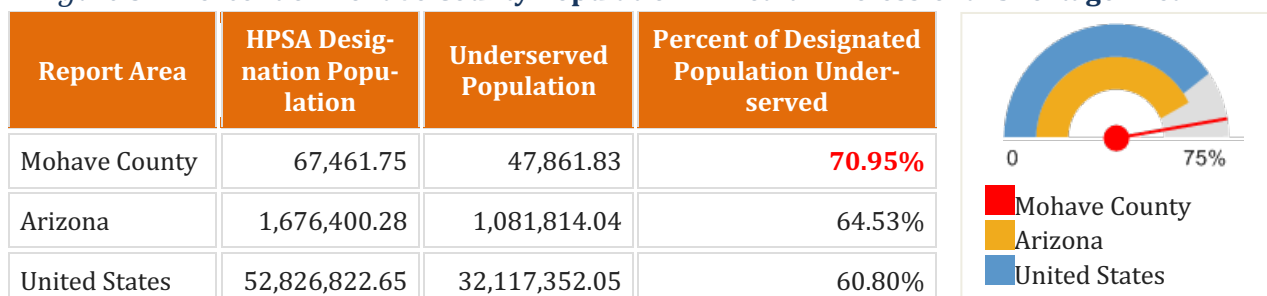 Report Area
HPSA Desig-
nation Popu-
lation
Underserved
Population
Percent of Designated
Population Under-
served
Mohave County 67,461.75 47,861.83 70.95%
Arizona 1,676,400.28 1,081,814.04 64.53%
United States 52,826,822.65 32,117,352.05 60.80%
0 75%
Mohave County
Arizona
United States